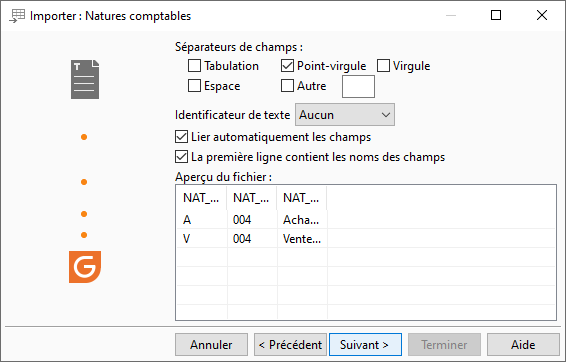 Importer : Natures comptables
Séparateurs de champs :
Tabulation Point-virgule Virgule
Espace Autre
Identificateur de texte Aucun
Lier automatiquement les champs
La première ligne contient les noms des champs
Aperçu du fichier :
NAT_... NAT_... NAT_...
A 004 Acha...
V 004 Vente...
Annuler < Précédent Suivant > Terminer Aide